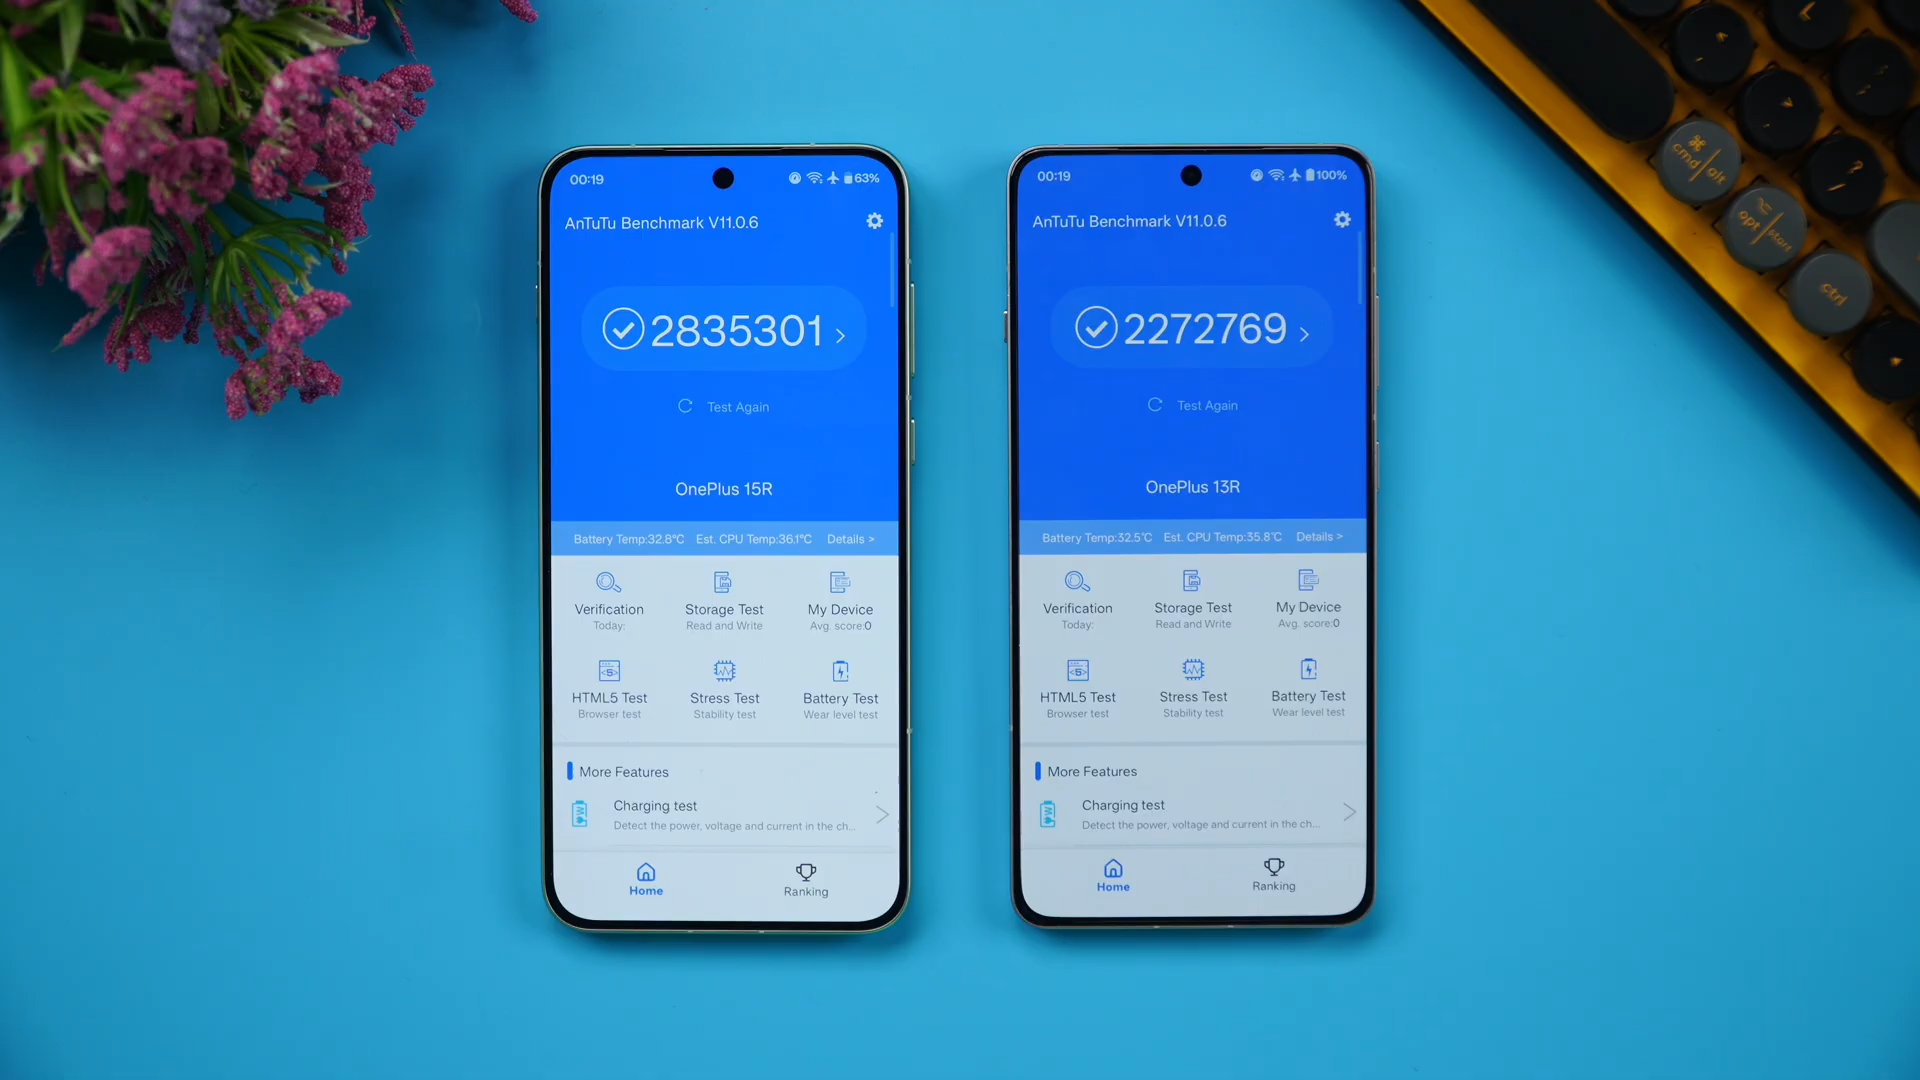 00:19
63%
AnTuTu Benchmark V11.0.6
2835301 >
Test Again
OnePlus 15R
Battery Temp:32.8°C Est. CPU Temp:36.1°C Details >
Verification Storage Test My Device
Today: Read and Write Avg. score:0
HTML5 Test Stress Test Battery Test
Browser test Stability test Wear level test
More Features
Charging test
Detect the power, voltage and current in the ch...
Home Ranking
00:19
100%
AnTuTu Benchmark V11.0.6
2272769 >
Test Again
OnePlus 13R
Battery Temp:32.5°C Est. CPU Temp:35.8°C Details >
Verification Storage Test My Device
Today: Read and Write Avg. score:0
HTML5 Test Stress Test Battery Test
Browser test Stability test Wear level test
More Features
Charging test
Detect the power, voltage and current in the ch...
Home Ranking
⌘
cmd alt
opt start
ctrl
?
/